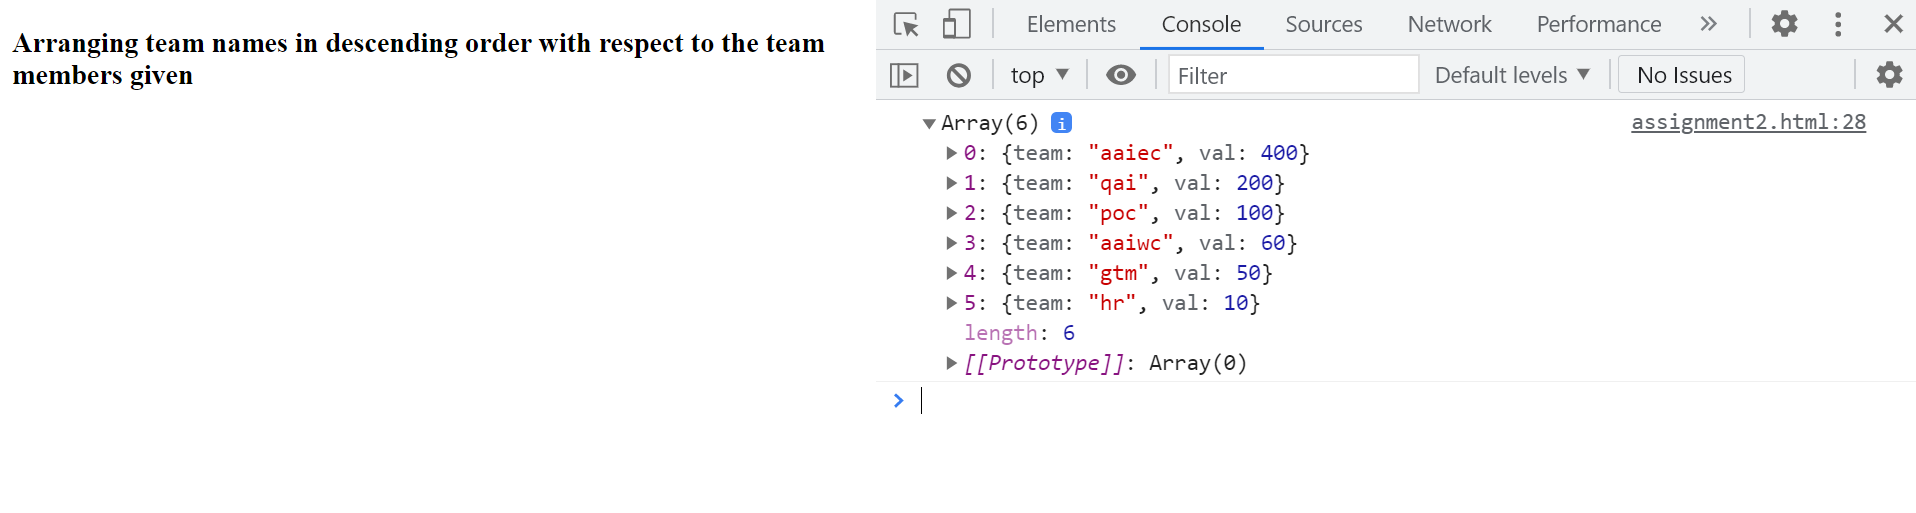 Arranging team names in descending order with respect to the team
members given
Elements Console Sources Network Performance »
top ▼ Filter Default levels ▼ No Issues
▼Array(6) i assignment2.html:28
▶0: {team: "aaiec", val: 400}
▶1: {team: "qai", val: 200}
▶2: {team: "poc", val: 100}
▶3: {team: "aaiwc", val: 60}
▶4: {team: "gtm", val: 50}
▶5: {team: "hr", val: 10}
length: 6
▶[[Prototype]]: Array(0)
>